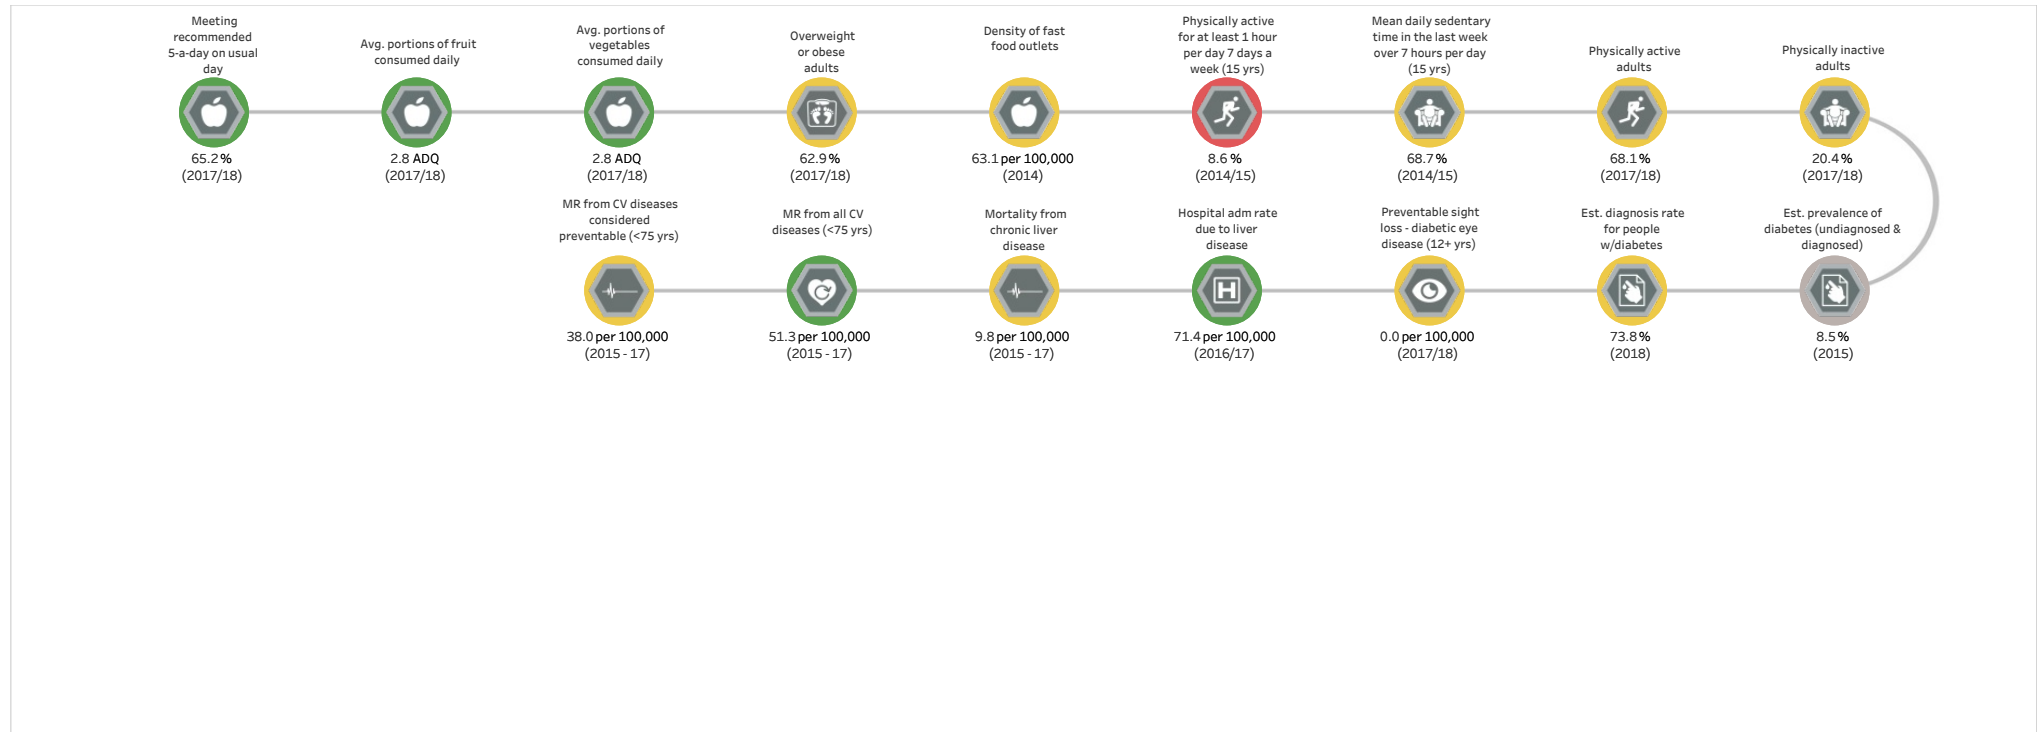 Meeting
recommended
5-a-day on usual
day
65.2 %
(2017/18)
Avg. portions of fruit
consumed daily
2.8 ADQ
(2017/18)
Avg. portions of
vegetables
consumed daily
2.8 ADQ
(2017/18)
Overweight
or obese
adults
62.9 %
(2017/18)
Density of fast
food outlets
63.1 per 100,000
(2014)
Physically active
for at least 1 hour
per day 7 days a
week (15 yrs)
8.6 %
(2014/15)
Mean daily sedentary
time in the last week
over 7 hours per day
(15 yrs)
68.7 %
(2014/15)
Physically active
adults
68.1 %
(2017/18)
Physically inactive
adults
20.4 %
(2017/18)
MR from CV diseases
considered
preventable (<75 yrs)
38.0 per 100,000
(2015 - 17)
MR from all CV
diseases (<75 yrs)
51.3 per 100,000
(2015 - 17)
Mortality from
chronic liver
disease
9.8 per 100,000
(2015 - 17)
Hospital adm rate
due to liver
disease
H
71.4 per 100,000
(2016/17)
Preventable sight
loss - diabetic eye
disease (12+ yrs)
0.0 per 100,000
(2017/18)
Est. diagnosis rate
for people
w/diabetes
73.8 %
(2018)
Est. prevalence of
diabetes (undiagnosed &
diagnosed)
8.5 %
(2015)